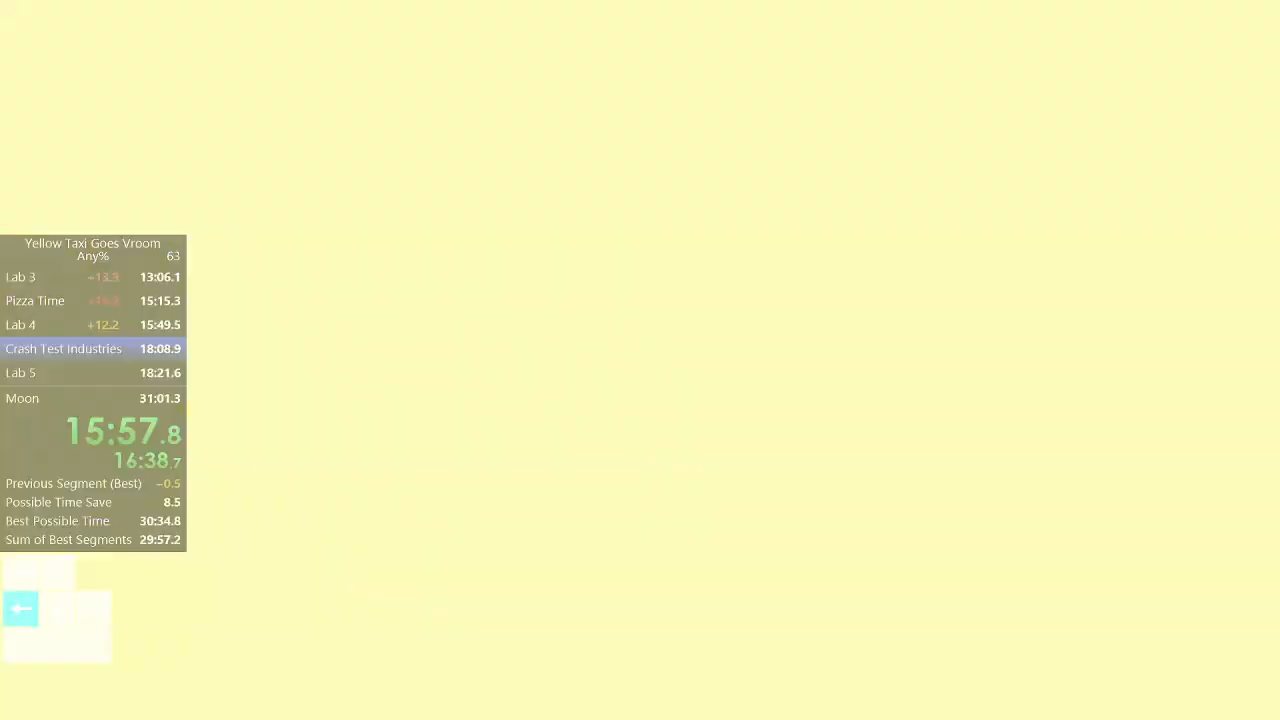 Yellow Taxi Goes Vroom
Any% 63
Lab 3 −13.3 13:06.1
Pizza Time 15:15.3
Lab 4 +12.2 15:49.5
Crash Test Industries 18:08.9
Lab 5 18:21.6
Moon 31:01.3
15:57.8
16:38.7
Previous Segment (Best) −0.5
Possible Time Save 8.5
Best Possible Time 30:34.8
Sum of Best Segments 29:57.2
←